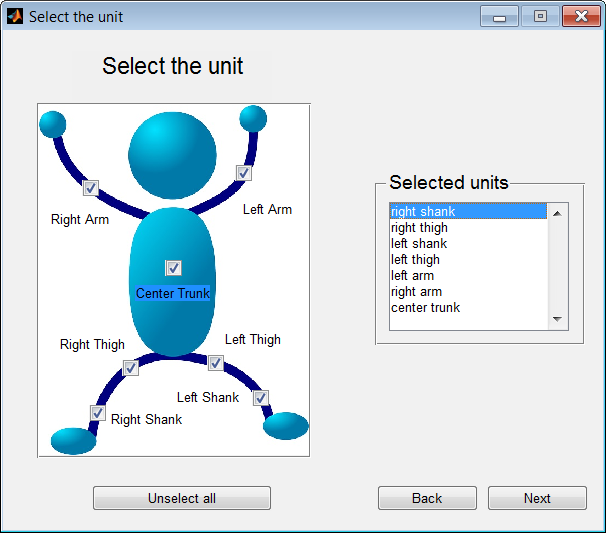 Select the unit
Select the unit
Right Arm
Left Arm
Center Trunk
Right Thigh
Left Thigh
Left Shank
Right Shank
Unselect all
Selected units
right shank
right thigh
left shank
left thigh
left arm
right arm
center trunk
Back
Next